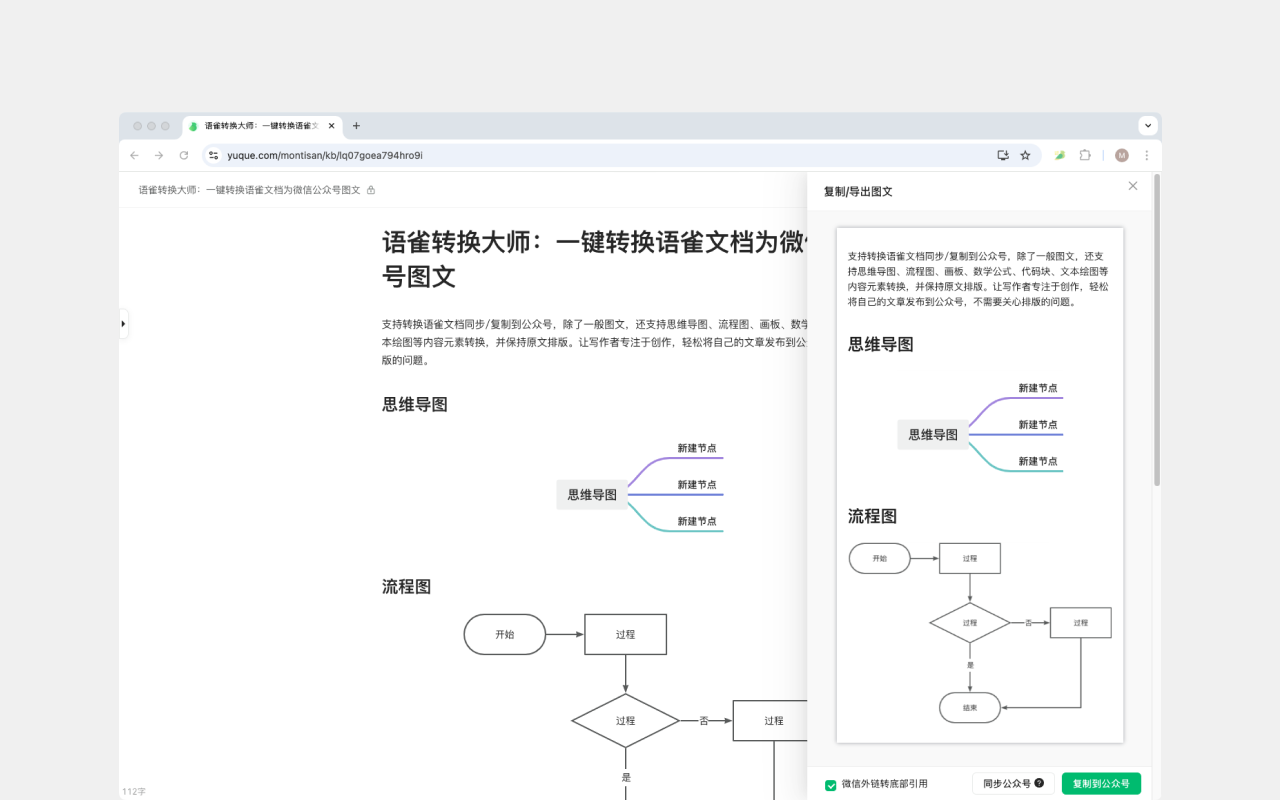 语雀转换大师：一键转换语雀文
yuque.com/montisan/kb/lq07goea794hro9i
M
语雀转换大师：一键转换语雀文档为微信公众号图文
语雀转换大师：一键转换语雀文档为微
号图文
支持转换语雀文档同步/复制到公众号，除了一般图文，还支持思维导图、流程图、画板、数学
本绘图等内容元素转换，并保持原文排版。让写作者专注于创作，轻松将自己的文章发布到公
版的问题。
思维导图
思维导图
新建节点
新建节点
新建节点
流程图
开始
过程
过程
否
过程
是
112字
复制/导出图文
支持转换语雀文档同步/复制到公众号，除了一般图文，还支
持思维导图、流程图、画板、数学公式、代码块、文本绘图等
内容元素转换，并保持原文排版。让写作者专注于创作，轻松
将自己的文章发布到公众号，不需要关心排版的问题。
思维导图
思维导图
新建节点
新建节点
新建节点
流程图
开始
过程
过程
否
过程
是
结束
微信外链转底部引用
同步公众号 ?
复制到公众号